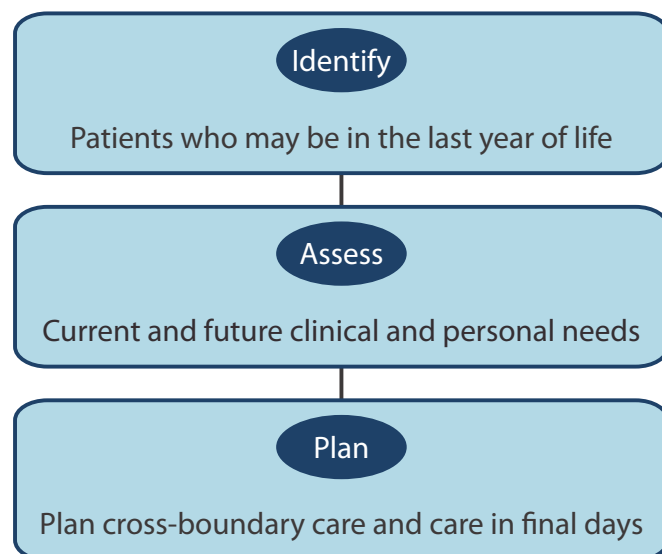 Identify
Patients who may be in the last year of life
Assess
Current and future clinical and personal needs
Plan
Plan cross-boundary care and care in final days